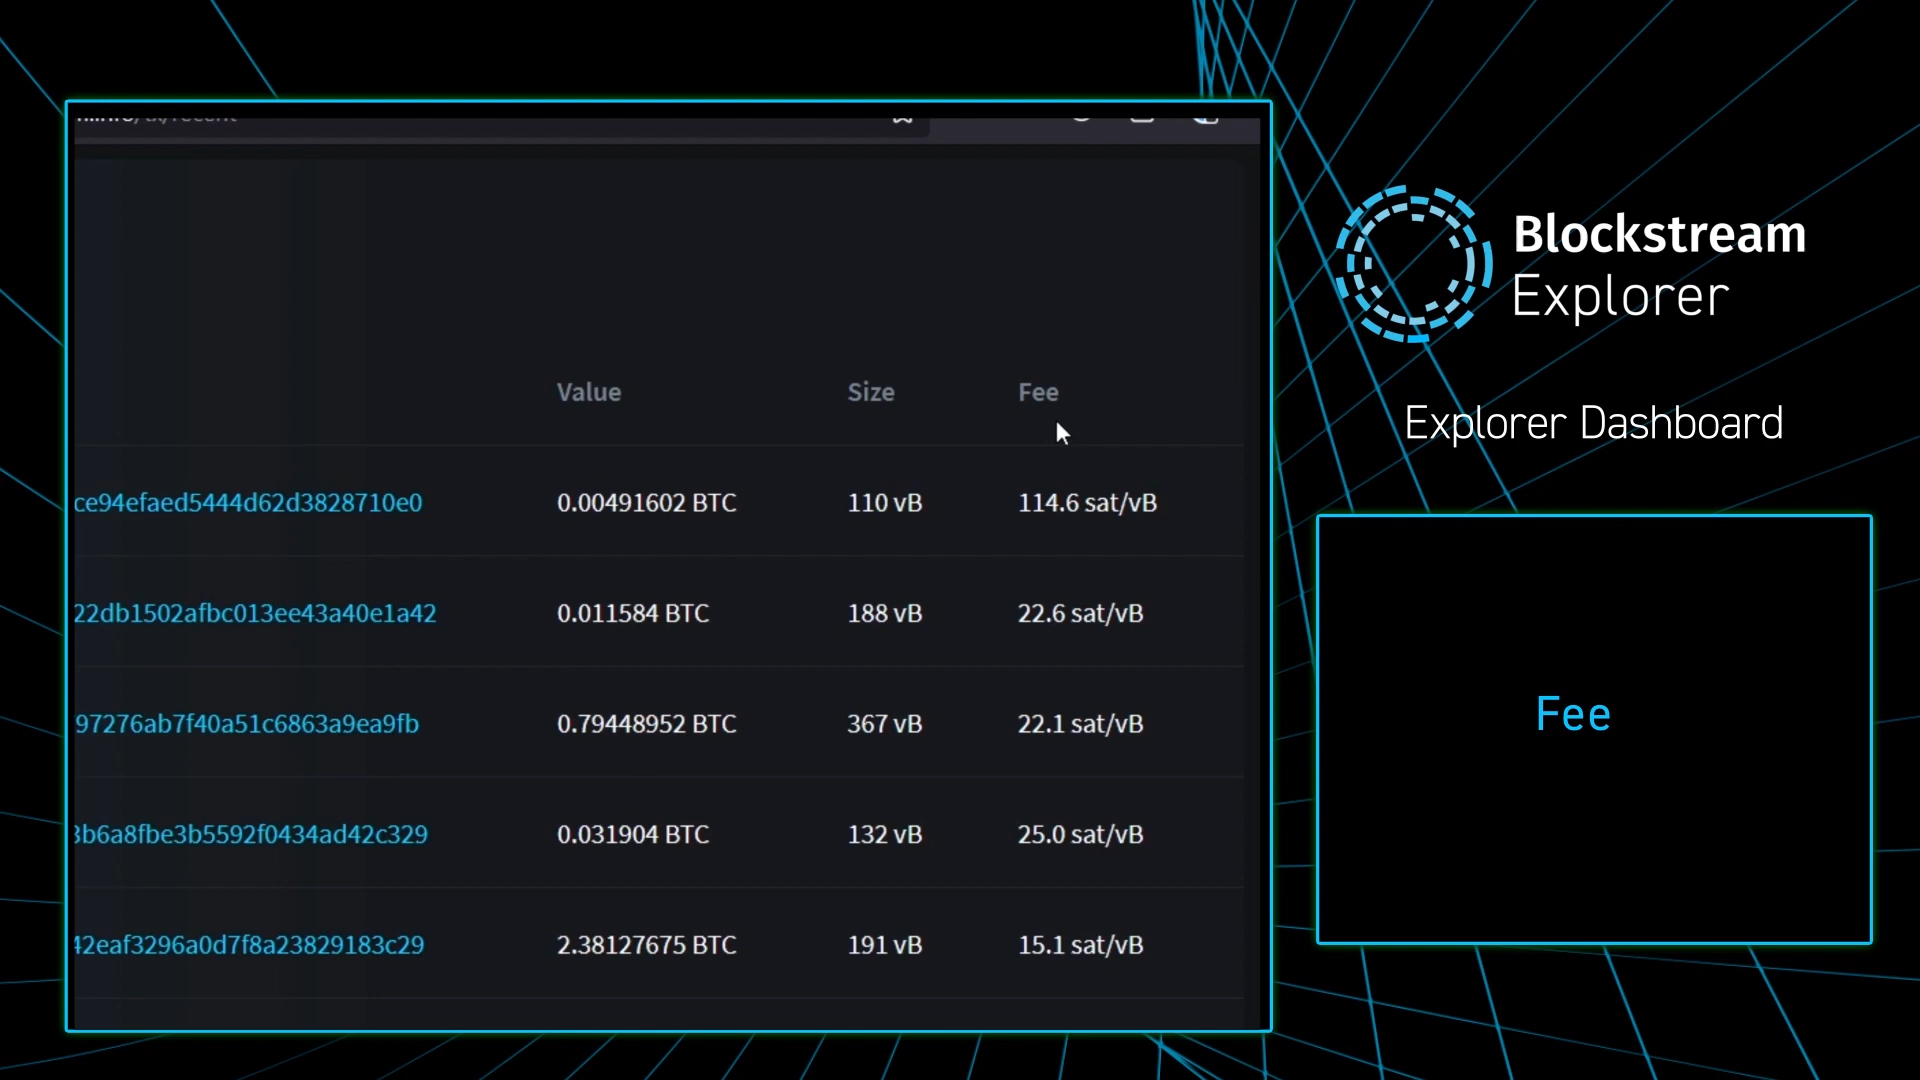 Blockstream
Explorer
Explorer Dashboard
Value Size Fee
ce94efaed5444d62d3828710e0 0.00491602 BTC 110 vB 114.6 sat/vB
22db1502afbc013ee43a40e1a42 0.011584 BTC 188 vB 22.6 sat/vB
97276ab7f40a51c6863a9ea9fb 0.79448952 BTC 367 vB 22.1 sat/vB
3b6a8fbe3b5592f0434ad42c329 0.031904 BTC 132 vB 25.0 sat/vB
42eaf3296a0d7f8a23829183c29 2.38127675 BTC 191 vB 15.1 sat/vB
Fee